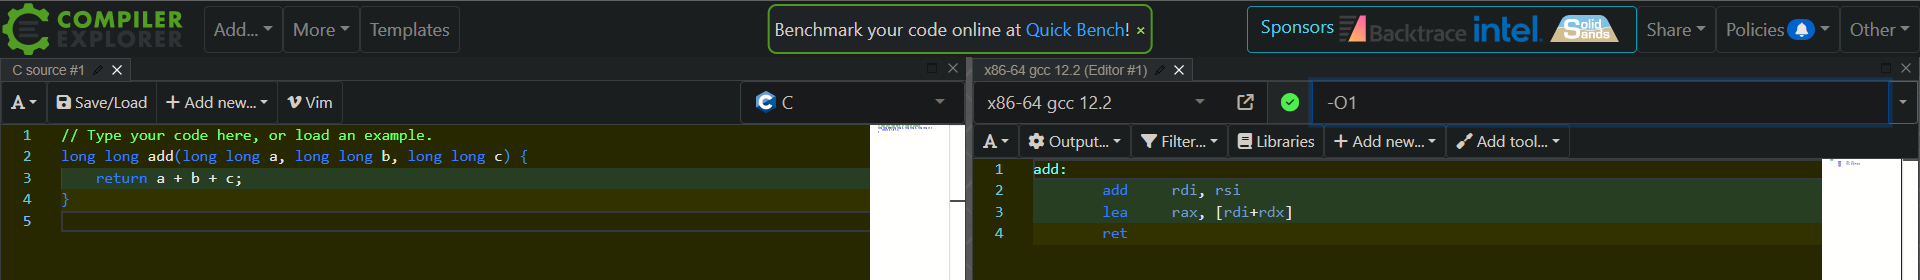 COMPILER
EXPLORER
Add...
More
Templates
Benchmark your code online at Quick Bench! ×
Sponsors
Backtrace
intel.
Solid Sands
Share
Policies
Other
C source #1
A
Save/Load
+ Add new...
Vim
C
1 // Type your code here, or load an example.
2 long long add(long long a, long long b, long long c) {
3     return a + b + c;
4 }
5
x86-64 gcc 12.2 (Editor #1)
x86-64 gcc 12.2
-O1
A
Output...
Filter...
Libraries
+ Add new...
Add tool...
1 add:
2         add     rdi, rsi
3         lea     rax, [rdi+rdx]
4         ret